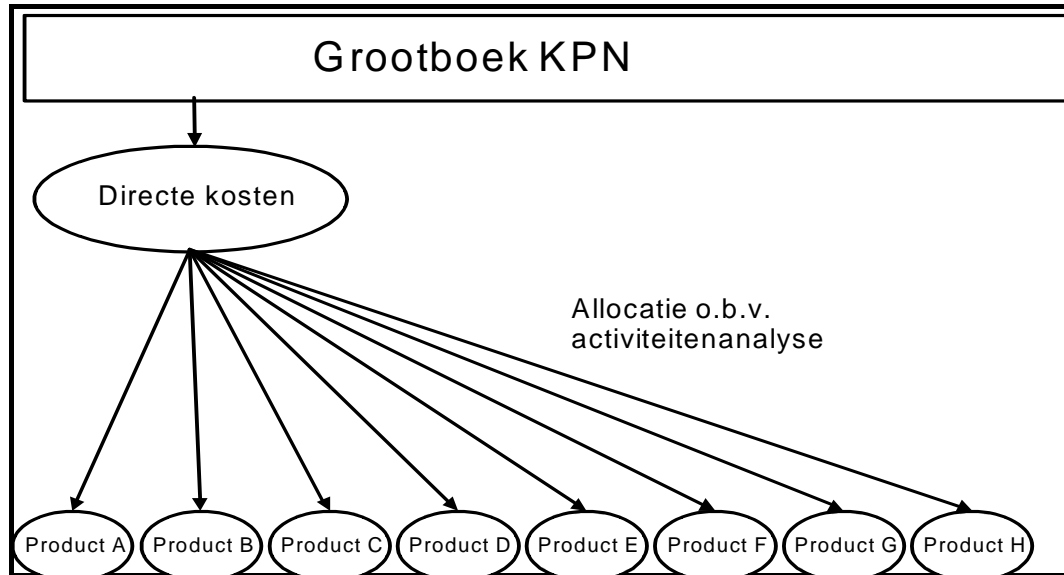 Grootboek KPN
Directe kosten
Allocatie o.b.v.
activiteitenanalyse
Product A Product B Product C Product D Product E Product F Product G Product H